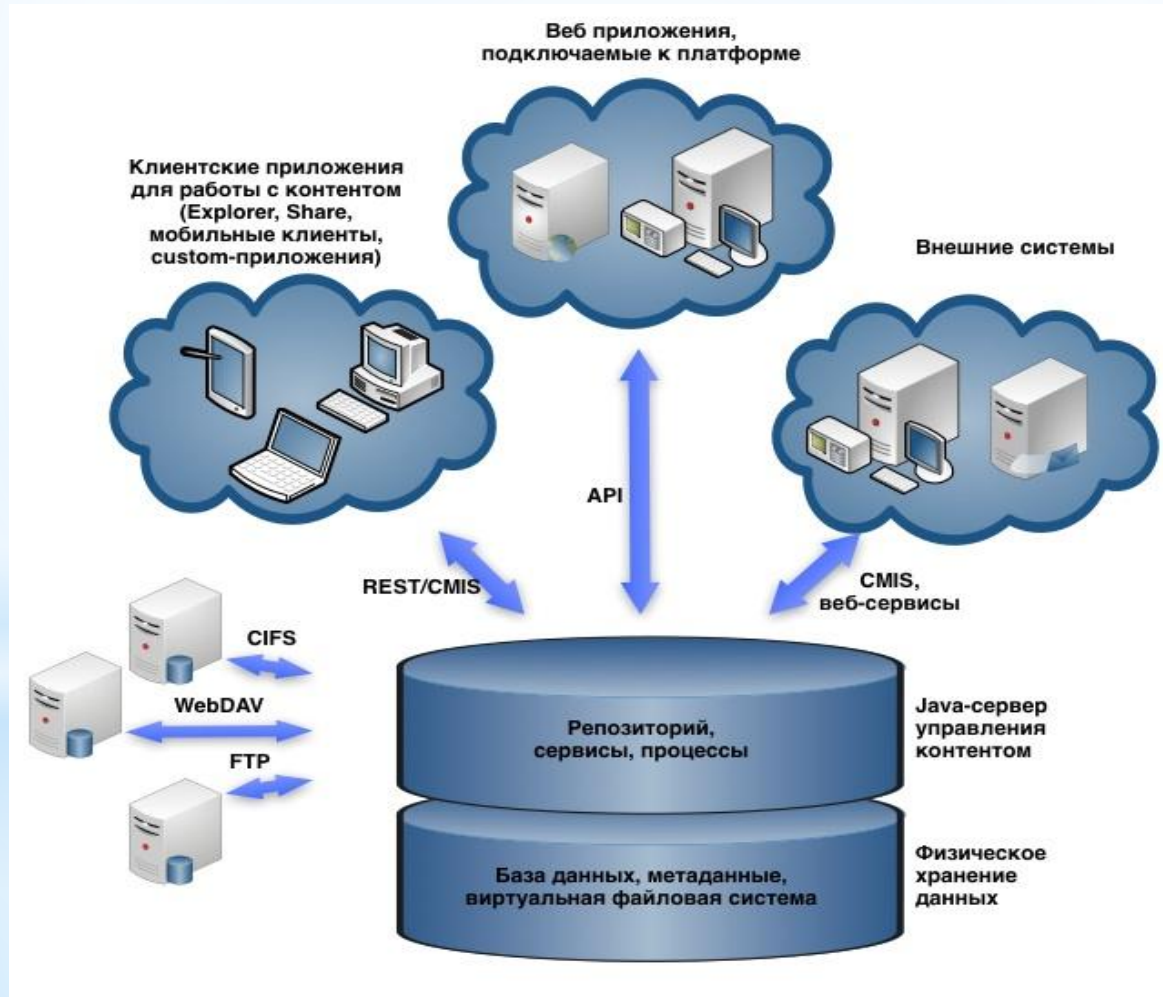 Веб приложения,
подключаемые к платформе
Клиентские приложения
для работы с контентом
(Explorer, Share,
мобильные клиенты,
custom-приложения)
Внешние системы
API
REST/CMIS
CMIS,
веб-сервисы
CIFS
WebDAV
FTP
Репозиторий,
сервисы, процессы
Java-сервер
управления
контентом
База данных, метаданные,
виртуальная файловая система
Физическое
хранение
данных